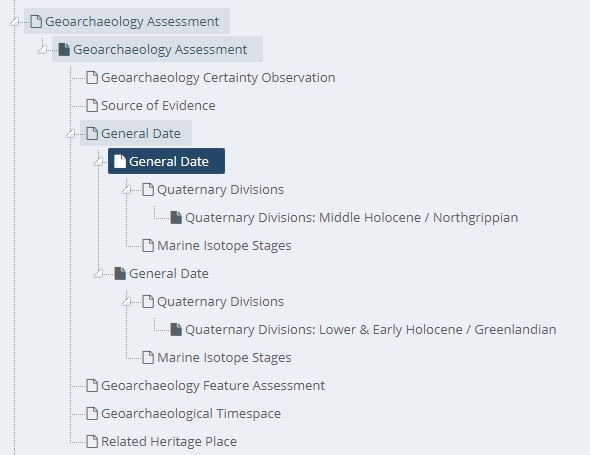 Geoarchaeology Assessment
Geoarchaeology Assessment
Geoarchaeology Certainty Observation
Source of Evidence
General Date
General Date
Quaternary Divisions
Quaternary Divisions: Middle Holocene / Northgrippian
Marine Isotope Stages
General Date
Quaternary Divisions
Quaternary Divisions: Lower & Early Holocene / Greenlandian
Marine Isotope Stages
Geoarchaeology Feature Assessment
Geoarchaeological Timespace
Related Heritage Place